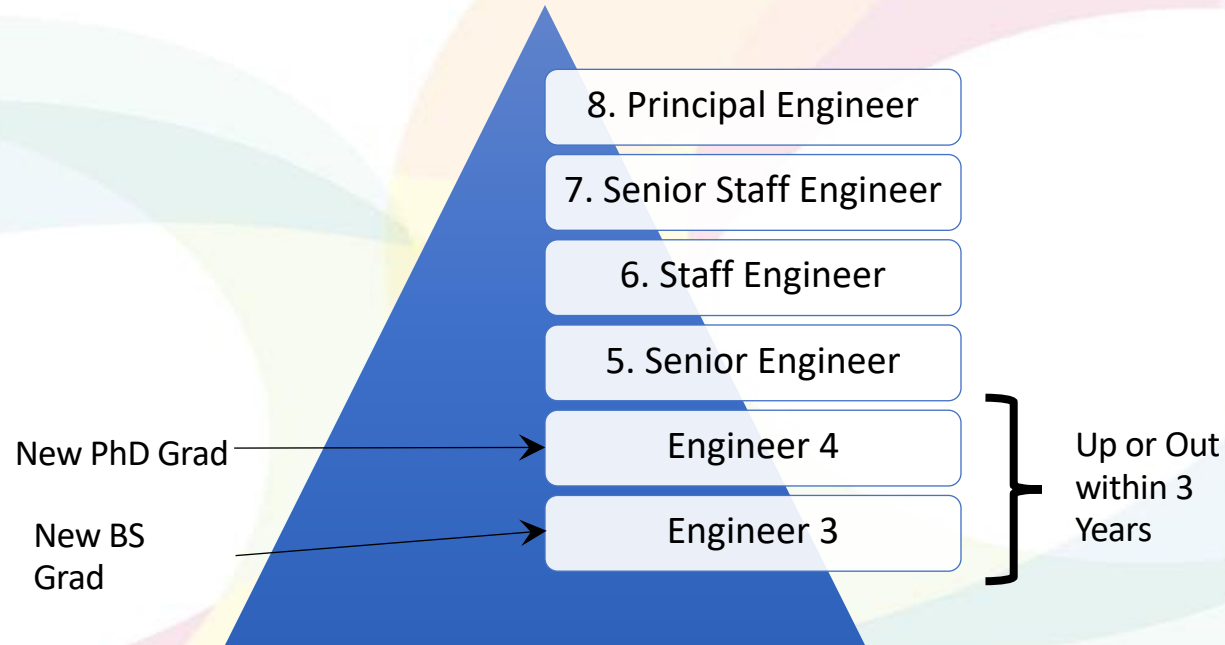 8. Principal Engineer
7. Senior Staff Engineer
6. Staff Engineer
5. Senior Engineer
New PhD Grad
Engineer 4
New BS
Grad
Engineer 3
Up or Out
within 3
Years